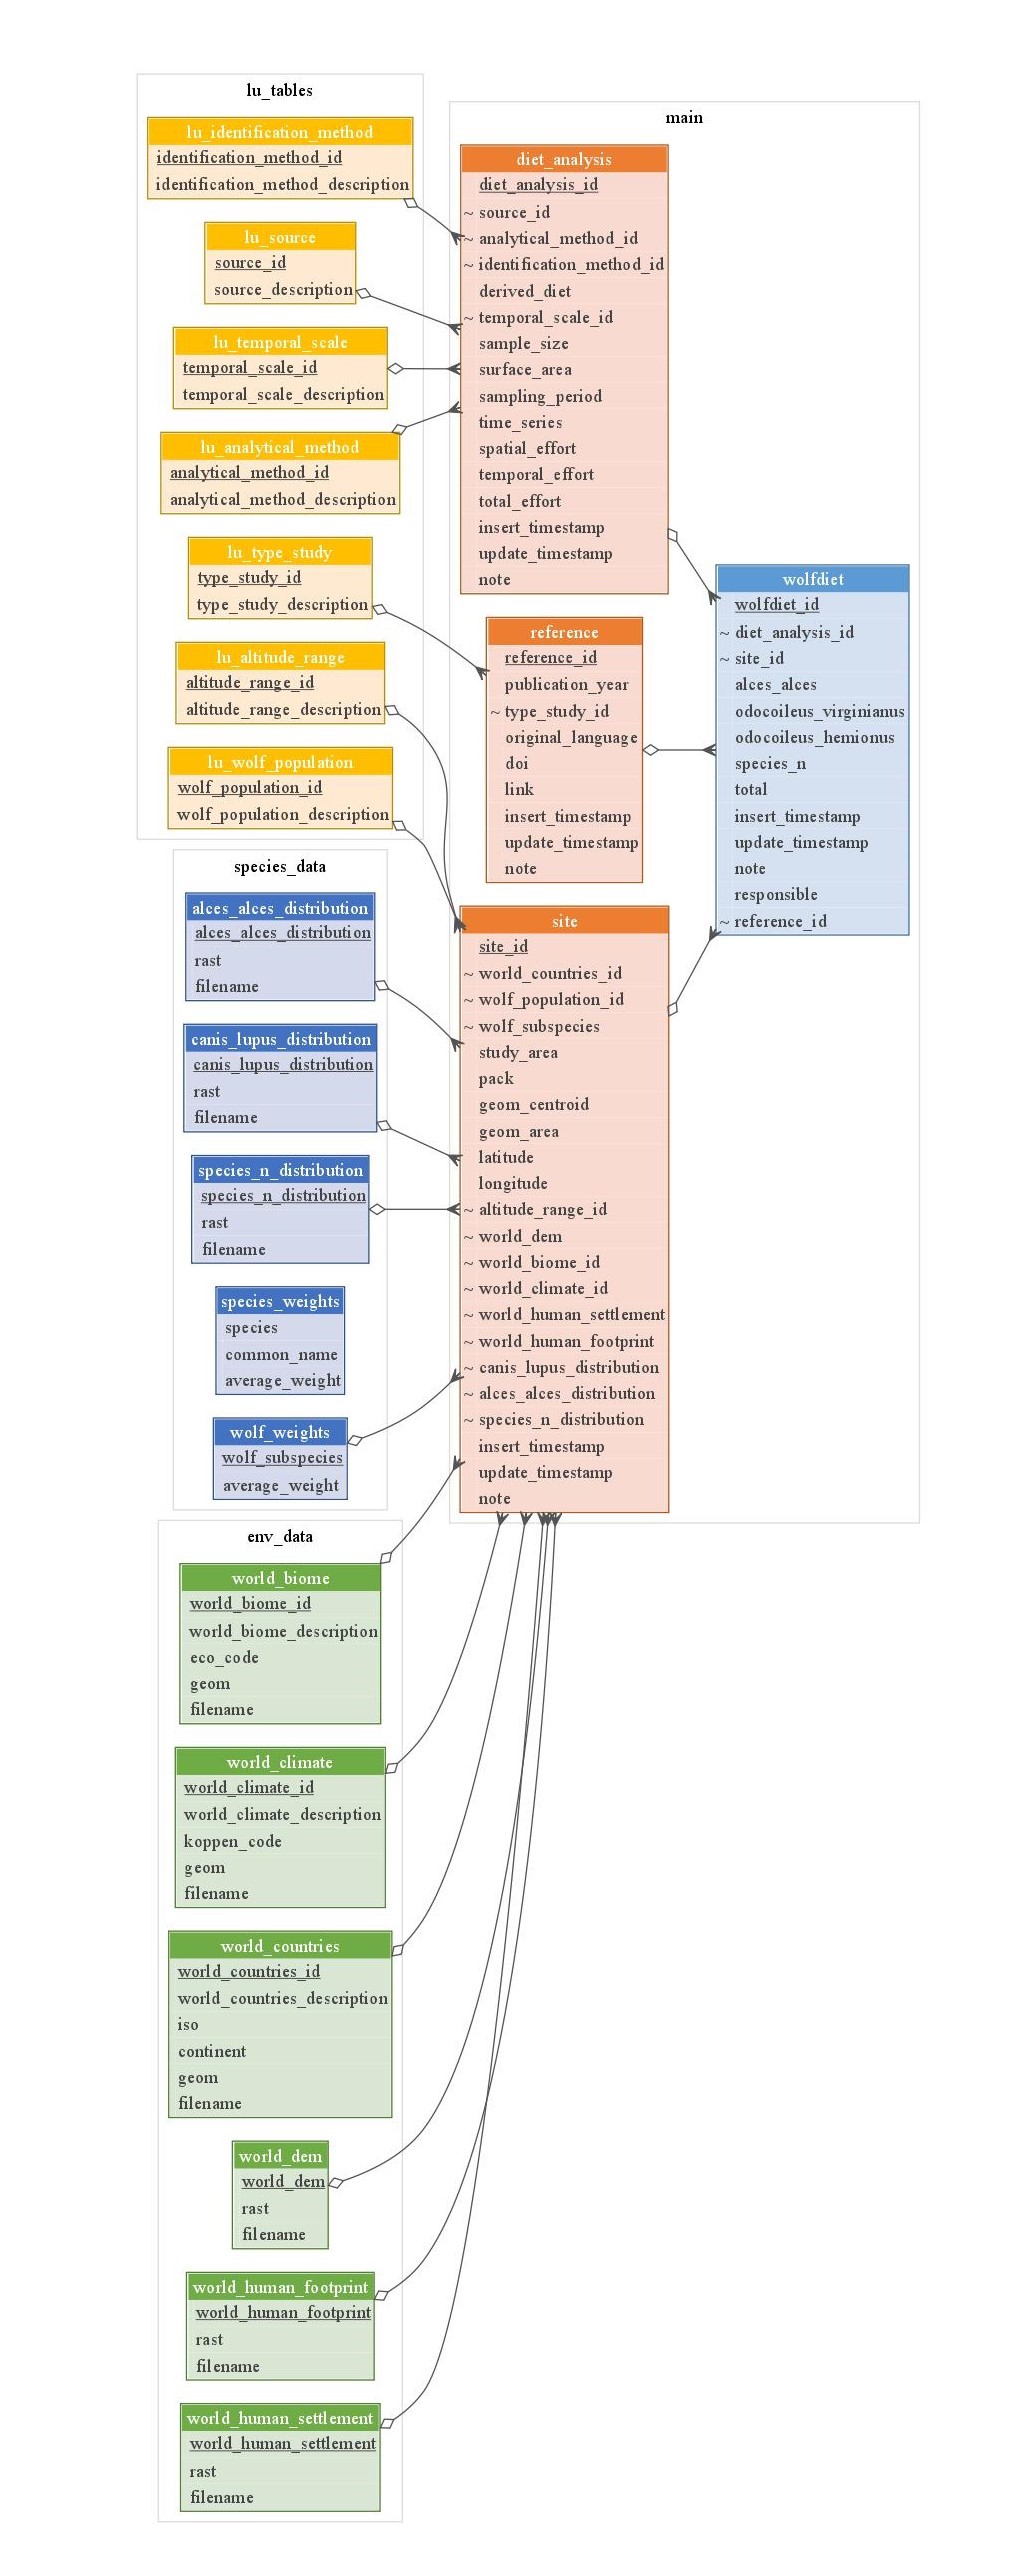 lu_tables
lu_identification_method
identification_method_id
identification_method_description
lu_source
source_id
source_description
lu_temporal_scale
temporal_scale_id
temporal_scale_description
lu_analytical_method
analytical_method_id
analytical_method_description
lu_type_study
type_study_id
type_study_description
lu_altitude_range
altitude_range_id
altitude_range_description
lu_wolf_population
wolf_population_id
wolf_population_description
species_data
alces_alces_distribution
alces_alces_distribution
rast
filename
canis_lupus_distribution
canis_lupus_distribution
rast
filename
species_n_distribution
species_n_distribution
rast
filename
species_weights
species
common_name
average_weight
wolf_weights
wolf_subspecies
average_weight
env_data
world_biome
world_biome_id
world_biome_description
eco_code
geom
filename
world_climate
world_climate_id
world_climate_description
koppen_code
geom
filename
world_countries
world_countries_id
world_countries_description
iso
continent
geom
filename
world_dem
world_dem
rast
filename
world_human_footprint
world_human_footprint
rast
filename
world_human_settlement
world_human_settlement
rast
filename
main
diet_analysis
diet_analysis_id
~ source_id
~ analytical_method_id
~ identification_method_id
derived_diet
~ temporal_scale_id
sample_size
surface_area
sampling_period
time_series
spatial_effort
temporal_effort
total_effort
insert_timestamp
update_timestamp
note
reference
reference_id
publication_year
~ type_study_id
original_language
doi
link
insert_timestamp
update_timestamp
note
site
site_id
~ world_countries_id
~ wolf_population_id
~ wolf_subspecies
study_area
pack
geom_centroid
geom_area
latitude
longitude
~ altitude_range_id
~ world_dem
~ world_biome_id
~ world_climate_id
~ world_human_settlement
~ world_human_footprint
~ canis_lupus_distribution
~ alces_alces_distribution
~ species_n_distribution
insert_timestamp
update_timestamp
note
wolfdiet
wolfdiet_id
~ diet_analysis_id
~ site_id
alces_alces
odocoileus_virginianus
odocoileus_hemionus
species_n
total
insert_timestamp
update_timestamp
note
responsible
~ reference_id